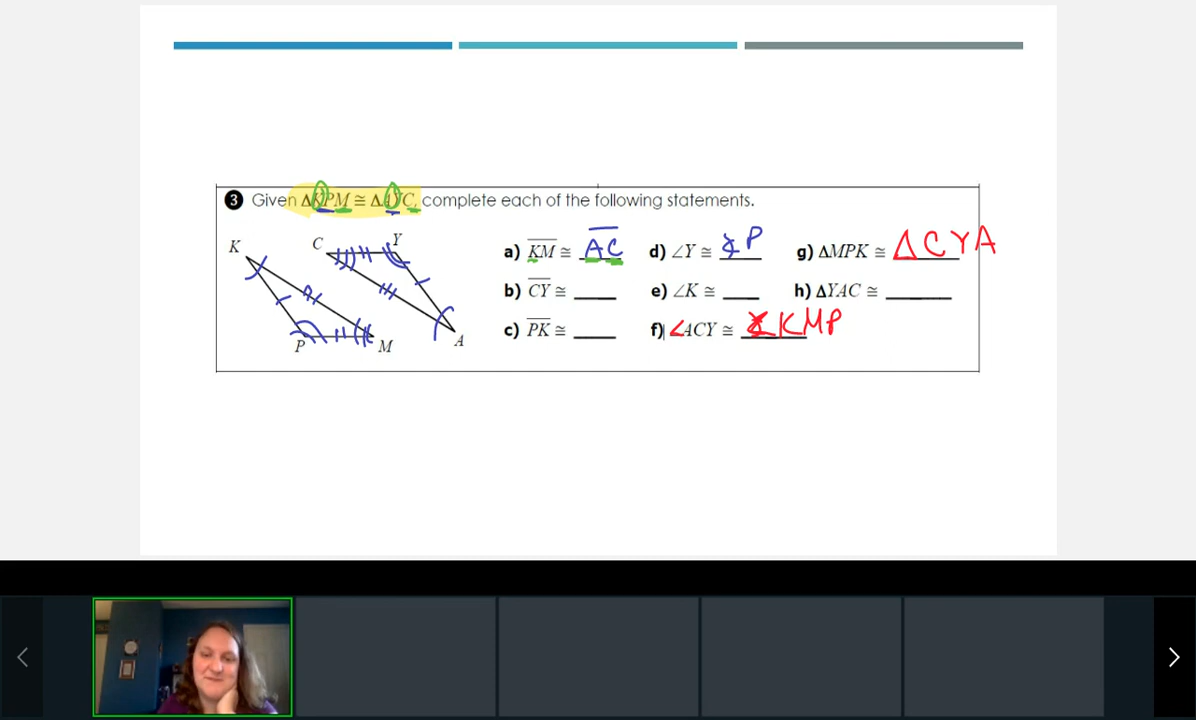 3 Given ΔKPM ≅ ΔAYC, complete each of the following statements.
K C Y
P M A
a) KM ≅ AC d) ∠Y ≅ ∡P g) ΔMPK ≅ ΔCYA
b) CY ≅ ____ e) ∠K ≅ ____ h) ΔYAC ≅ ____
c) PK ≅ ____ f) ∠ACY ≅ ∡KMP